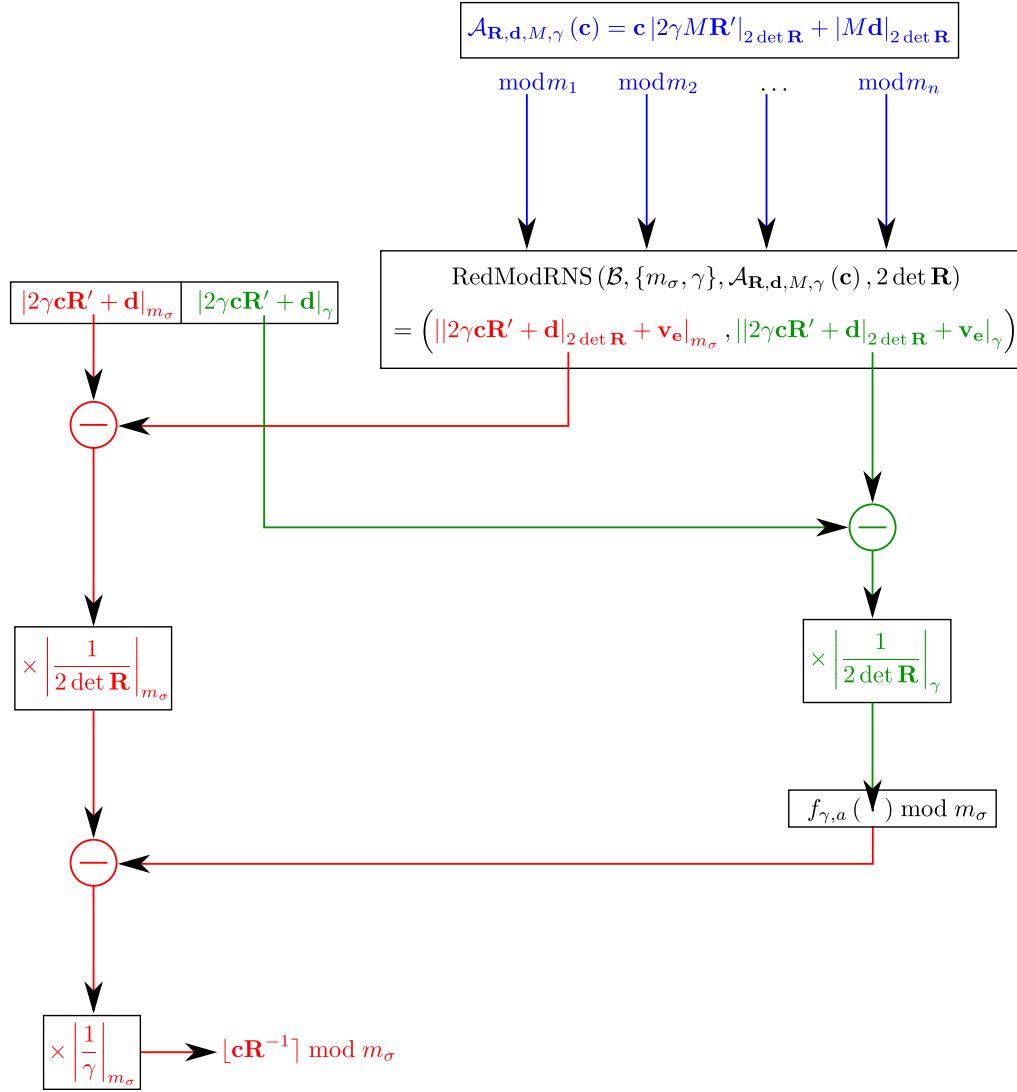 𝒜_{𝐑,𝐝,M,γ} (𝐜) = 𝐜 |2γM𝐑′|_{2 det 𝐑} + |M𝐝|_{2 det 𝐑}
mod m_1 mod m_2 … mod m_n
RedModRNS (ℬ, {m_σ, γ}, 𝒜_{𝐑,𝐝,M,γ} (𝐜) , 2 det 𝐑)
= (||2γ𝐜𝐑′ + 𝐝|_{2 det 𝐑} + 𝐯_𝐞|_{m_σ} , ||2γ𝐜𝐑′ + 𝐝|_{2 det 𝐑} + 𝐯_𝐞|_γ)
|2γ𝐜𝐑′ + 𝐝|_{m_σ} |2γ𝐜𝐑′ + 𝐝|_γ
−
−
× |1 / 2 det 𝐑|_{m_σ}
× |1 / 2 det 𝐑|_γ
f_{γ,a} ( · ) mod m_σ
−
× |1 / γ|_{m_σ}
⌊𝐜𝐑^{−1}⌉ mod m_σ